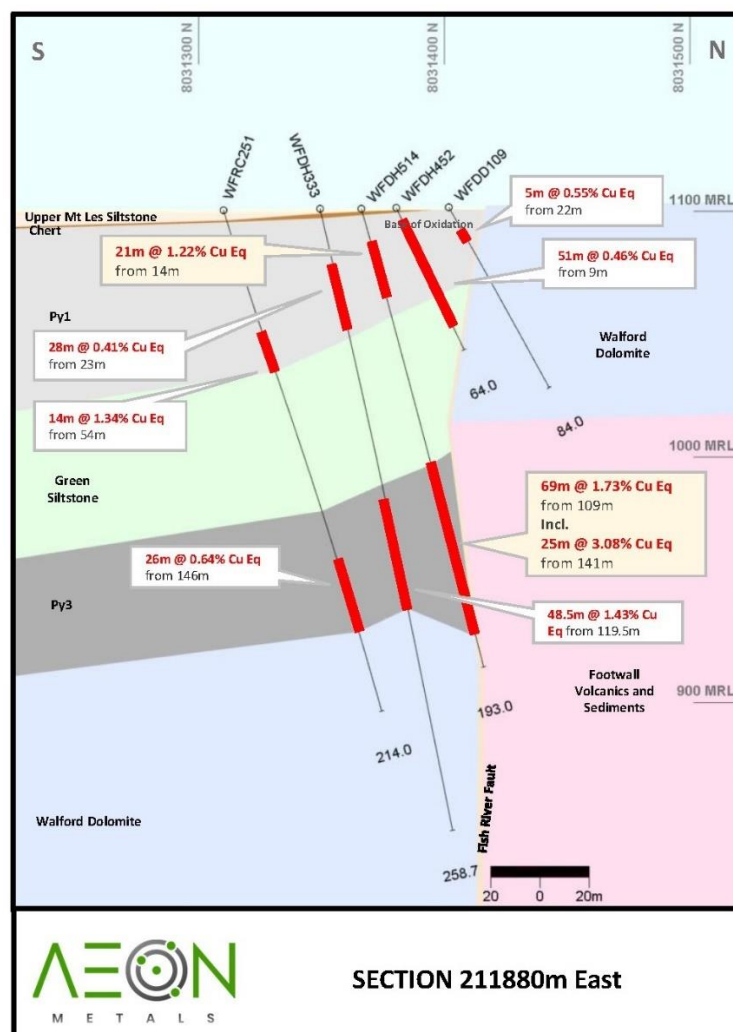 S
8031300 N
8031400 N
8031500 N
N
WFRC251
WFDH333
WFDH514
WFDH452
WFDD109
5m @ 0.55% Cu Eq
from 22m
1100 MRL
Upper Mt Les Siltstone
Chert
Base of Oxidation
21m @ 1.22% Cu Eq
from 14m
51m @ 0.46% Cu Eq
from 9m
Py1
28m @ 0.41% Cu Eq
from 23m
Walford
Dolomite
64.0
84.0
14m @ 1.34% Cu Eq
from 54m
1000 MRL
Green
Siltstone
69m @ 1.73% Cu Eq
from 109m
Incl.
25m @ 3.08% Cu Eq
from 141m
26m @ 0.64% Cu Eq
from 146m
Py3
48.5m @ 1.43% Cu
Eq from 119.5m
Footwall
Volcanics and
Sediments
900 MRL
193.0
214.0
Walford Dolomite
Fish River Fault
258.7
20 0 20m
AEON
METALS
SECTION 211880m East